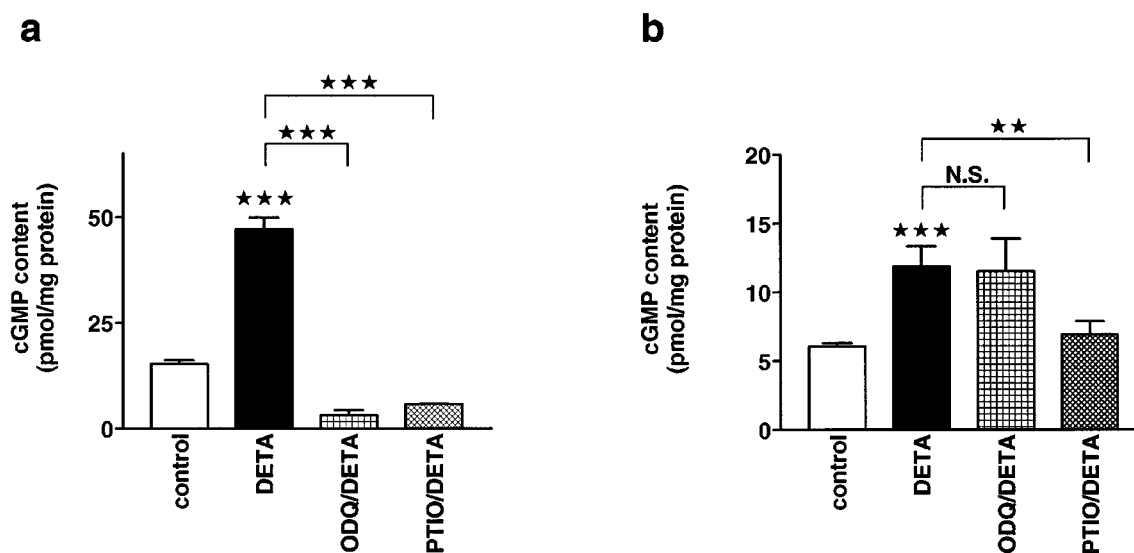 a
★★★
★★★
★★★
50
25
0
cGMP content
(pmol/mg protein)
control
DETA
ODQ/DETA
PTIO/DETA
b
★★
N.S.
★★★
20
15
10
5
0
cGMP content
(pmol/mg protein)
control
DETA
ODQ/DETA
PTIO/DETA